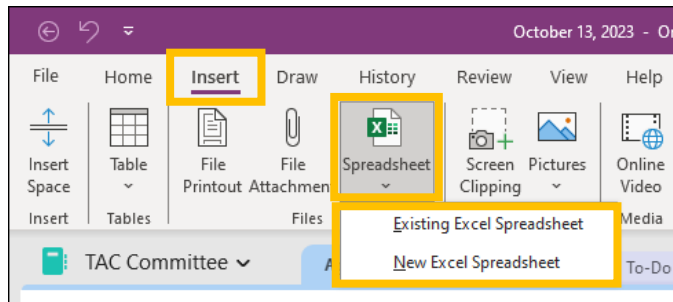 October 13, 2023 - O
File Home Insert Draw History Review View Help
Insert Space Table File Printout File Attachmen Spreadsheet Screen Clipping Pictures Online Video
Insert Tables Files Media
Existing Excel Spreadsheet
New Excel Spreadsheet
TAC Committee A To-Do